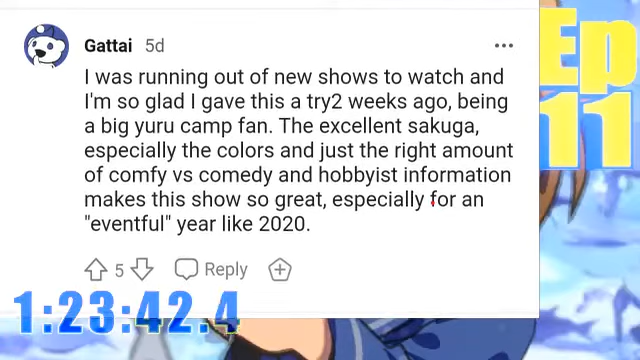 Gattai 5d
I was running out of new shows to watch and
I'm so glad I gave this a try2 weeks ago, being
a big yuru camp fan. The excellent sakuga,
especially the colors and just the right amount
of comfy vs comedy and hobbyist information
makes this show so great, especially for an
"eventful" year like 2020.
5 Reply
1:23:42.4
Ep
11